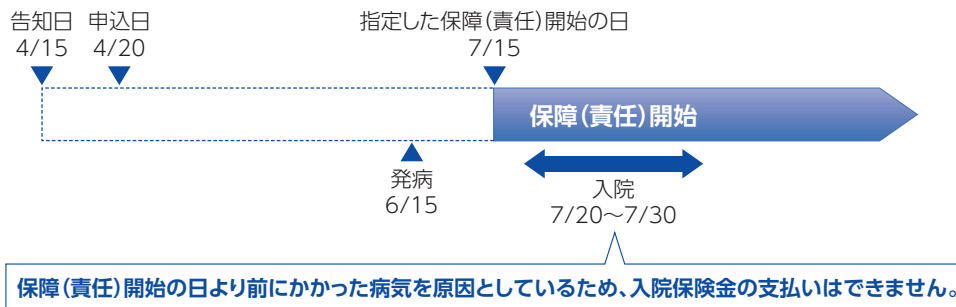 告知日 申込日 指定した保障（責任）開始の日
4/15 4/20 7/15
保障（責任）開始
発病
6/15
入院
7/20～7/30
保障（責任）開始の日より前にかかった病気を原因としているため、入院保険金の支払いはできません。